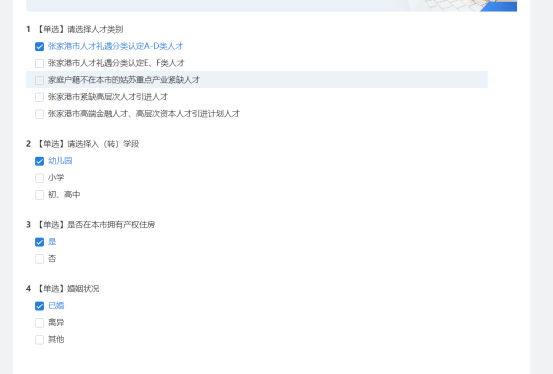 1 【单选】请选择人才类别
张家港市人才礼遇分类认定A-D类人才
张家港市人才礼遇分类认定E、F类人才
家庭户籍不在本市的姑苏重点产业紧缺人才
张家港市紧缺高层次人才引进人才
张家港市高端金融人才、高层次资本人才引进计划人才
2 【单选】请选择入（转）学段
幼儿园
小学
初、高中
3 【单选】是否在本市拥有产权住房
是
否
4 【单选】婚姻状况
已婚
离异
其他